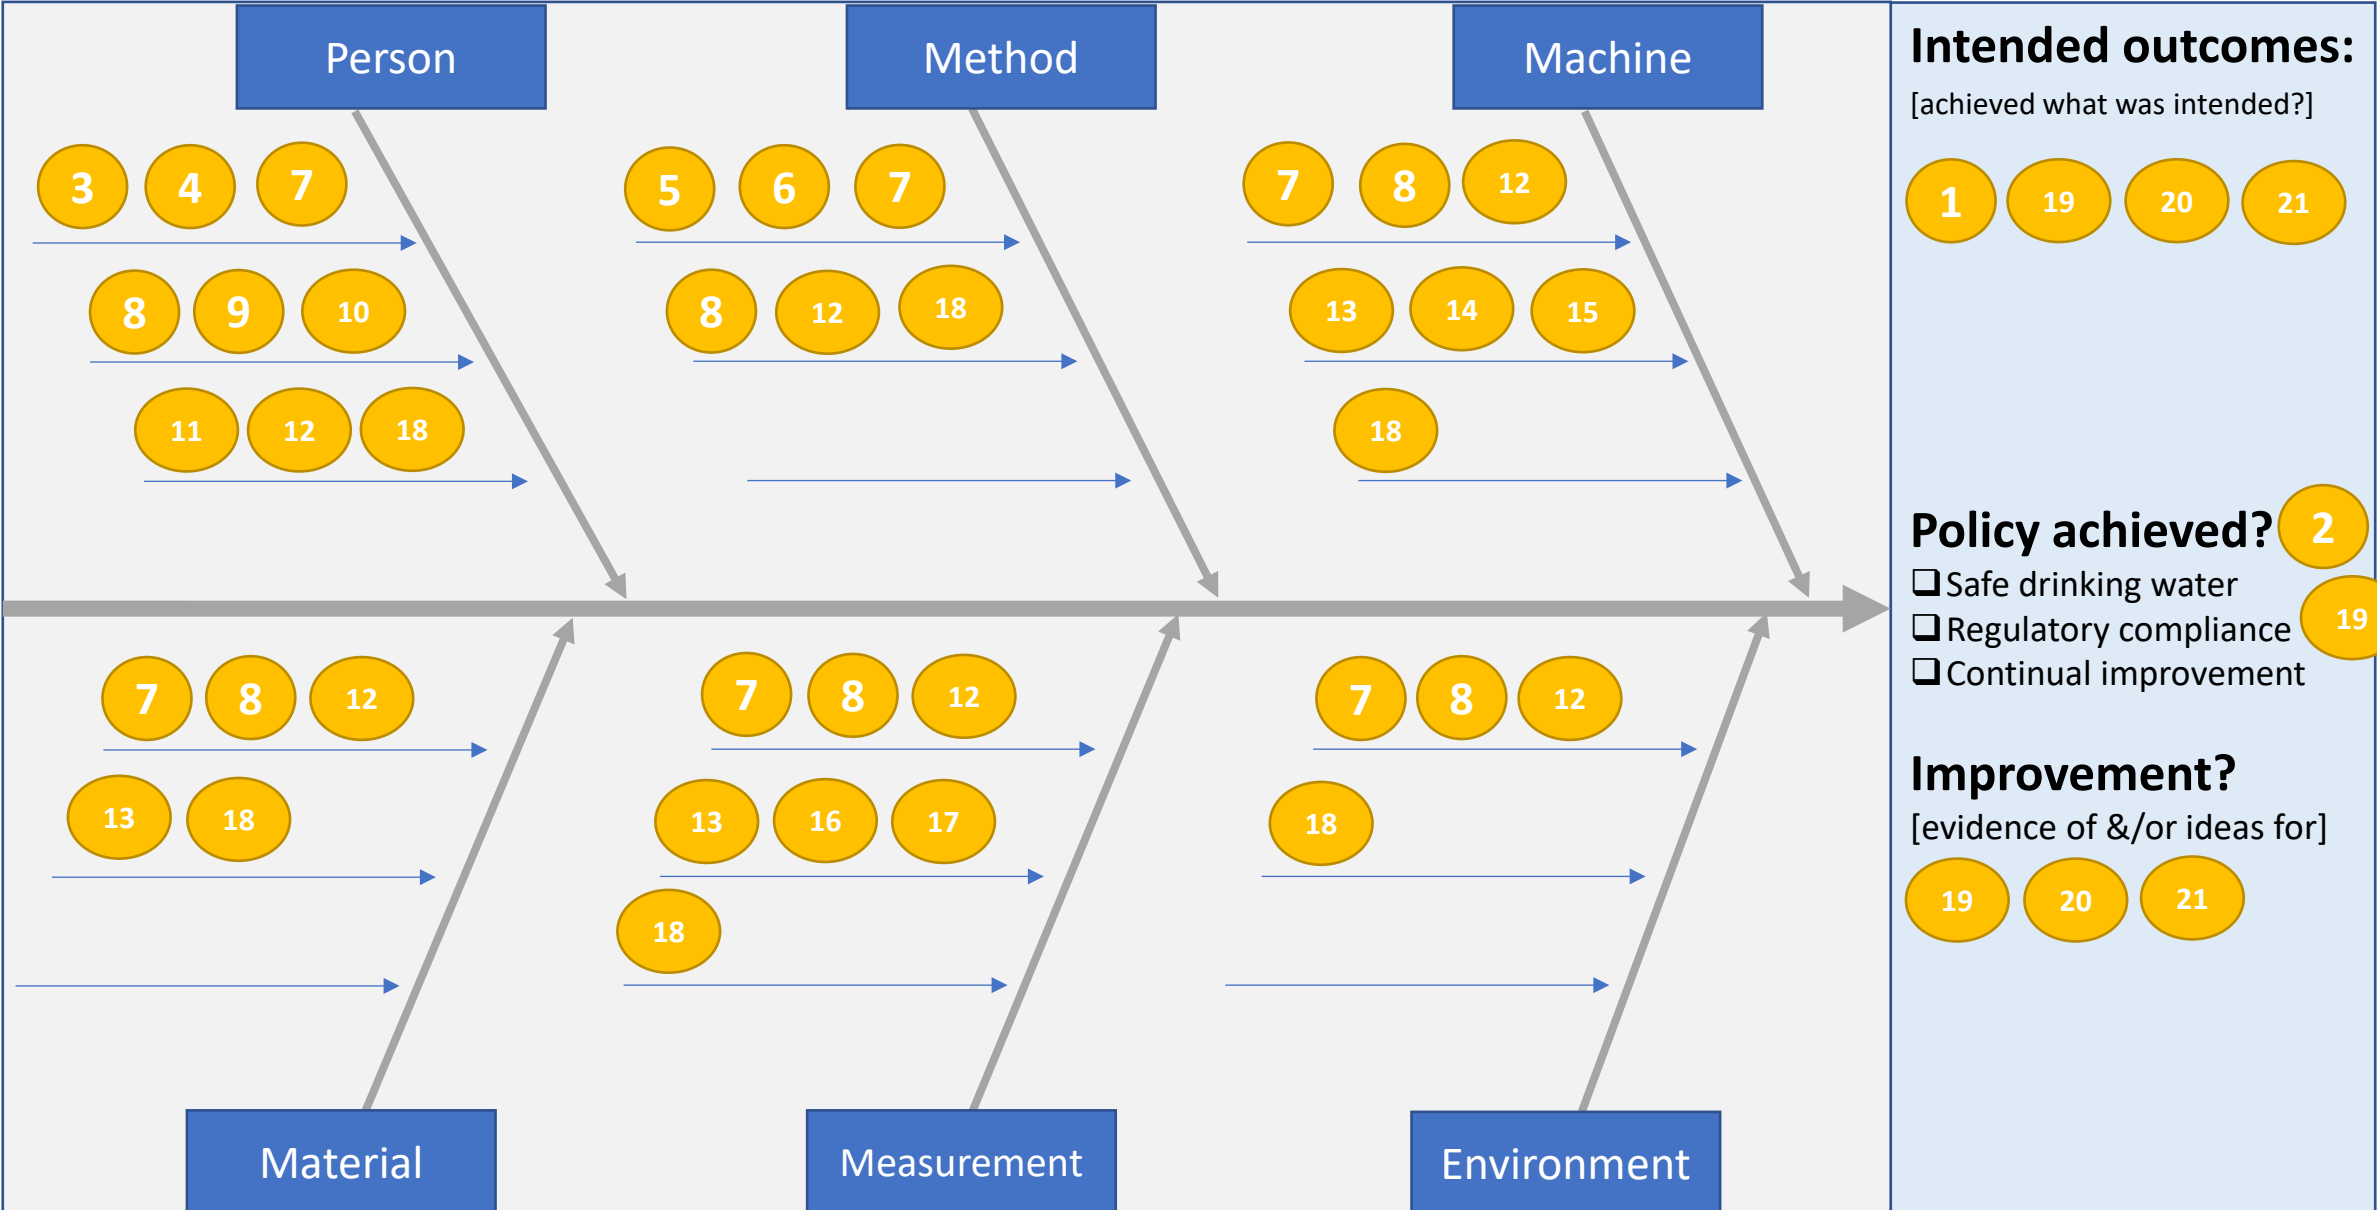 Person
3 4 7
8 9 10
11 12 18
Method
5 6 7
8 12 18
Machine
7 8 12
13 14 15
18
7 8 12
13 18
Material
7 8 12
13 16 17
18
Measurement
7 8 12
18
Environment
Intended outcomes:
[achieved what was intended?]
1 19 20 21
Policy achieved? 2
Safe drinking water
Regulatory compliance 19
Continual improvement
Improvement?
[evidence of &/or ideas for]
19 20 21